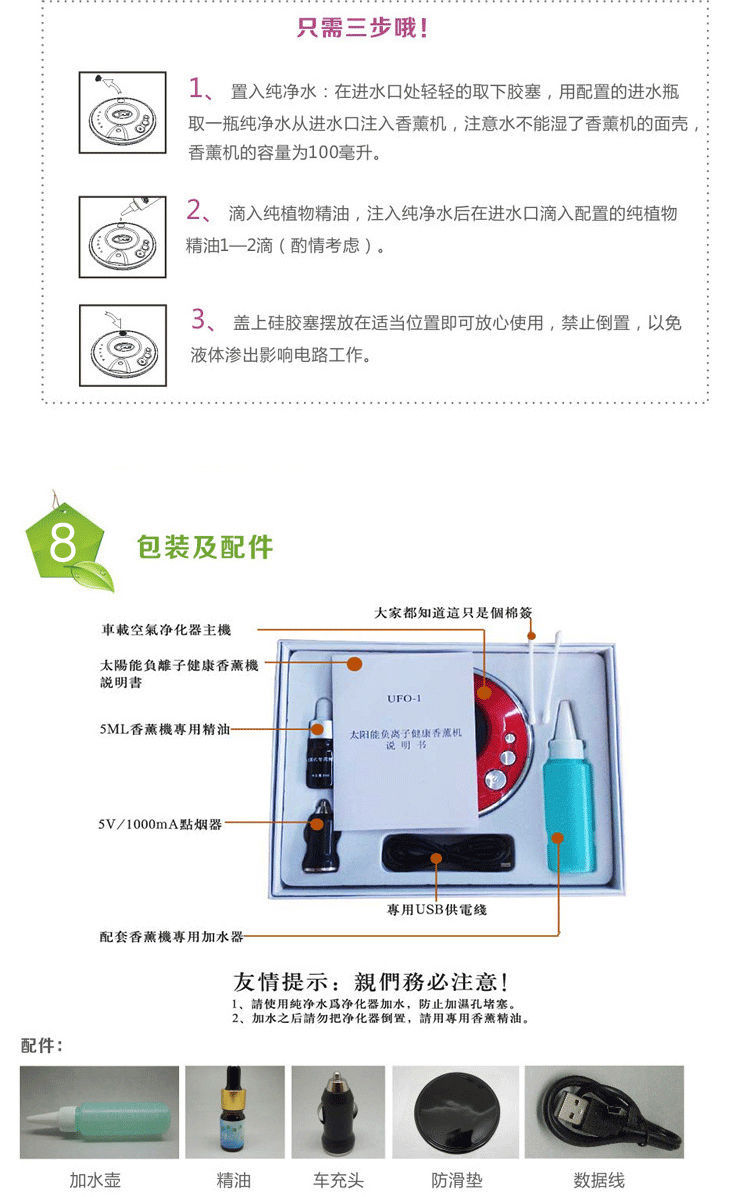 只需三步哦!
1、置入纯净水：在进水口处轻轻的取下胶塞，用配置的进水瓶
取一瓶纯净水从进水口注入香薰机，注意水不能湿了香薰机的面壳，
香薰机的容量为100毫升。
2、滴入纯植物精油，注入纯净水后在进水口滴入配置的纯植物
精油1—2滴（酌情考虑）。
3、盖上硅胶塞摆放在适当位置即可放心使用，禁止倒置，以免
液体渗出影响电路工作。
8
包装及配件
大家都知道這只是個棉簽
車載空氣净化器主機
太陽能负離子健康香薰機
説明書
UFO-1
太阳能负离子健康香薰机
说 明 书
5ML香薰機專用精油
5V/1000mA點烟器
專用USB供電綫
配套香薰機專用加水器
友情提示：親們務必注意!
1、請使用純净水爲净化器加水，防止加濕孔堵塞。
2、加水之后請勿把净化器倒置，請用專用香薰精油。
配件：
加水壶
精油
车充头
防滑垫
数据线